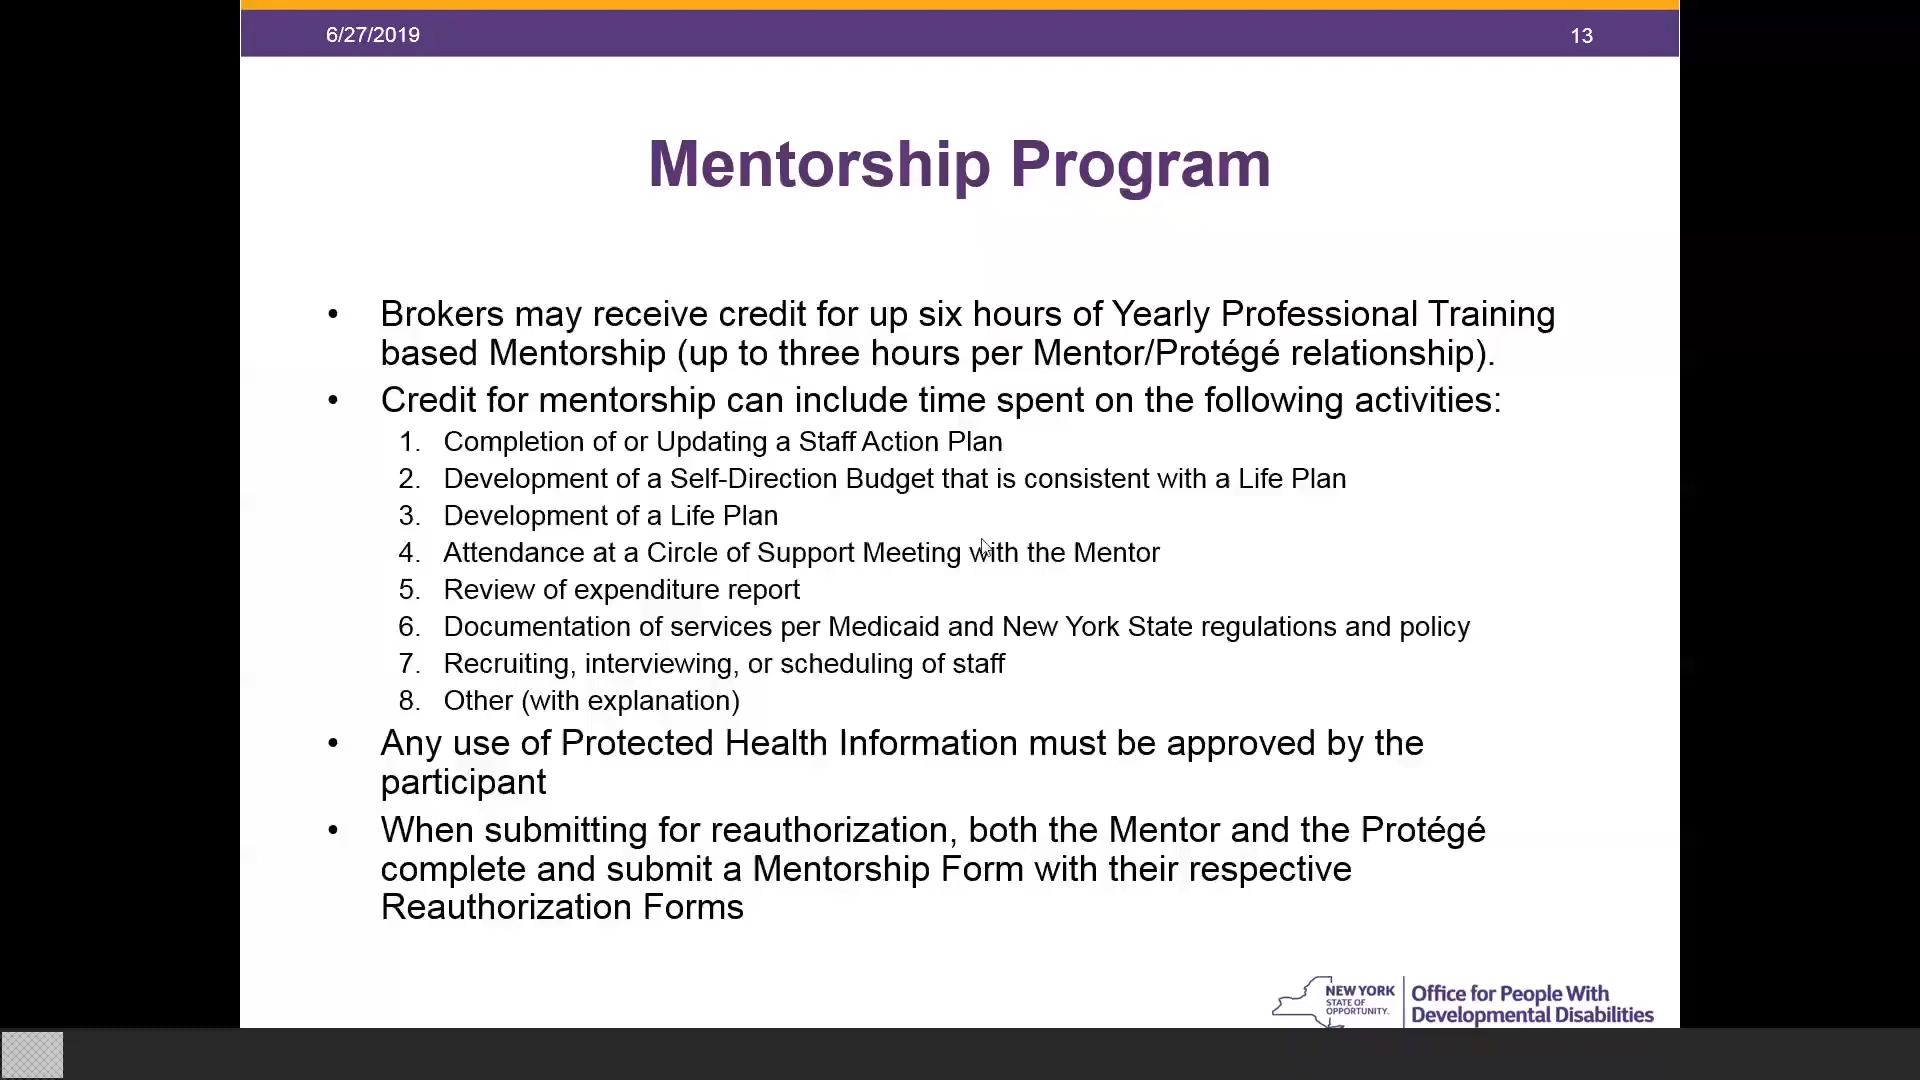 6/27/2019
13
Mentorship Program
• Brokers may receive credit for up six hours of Yearly Professional Training
based Mentorship (up to three hours per Mentor/Protégé relationship).
• Credit for mentorship can include time spent on the following activities:
1. Completion of or Updating a Staff Action Plan
2. Development of a Self-Direction Budget that is consistent with a Life Plan
3. Development of a Life Plan
4. Attendance at a Circle of Support Meeting with the Mentor
5. Review of expenditure report
6. Documentation of services per Medicaid and New York State regulations and policy
7. Recruiting, interviewing, or scheduling of staff
8. Other (with explanation)
• Any use of Protected Health Information must be approved by the
participant
• When submitting for reauthorization, both the Mentor and the Protégé
complete and submit a Mentorship Form with their respective
Reauthorization Forms
NEW YORK
STATE OF
OPPORTUNITY.
Office for People With
Developmental Disabilities